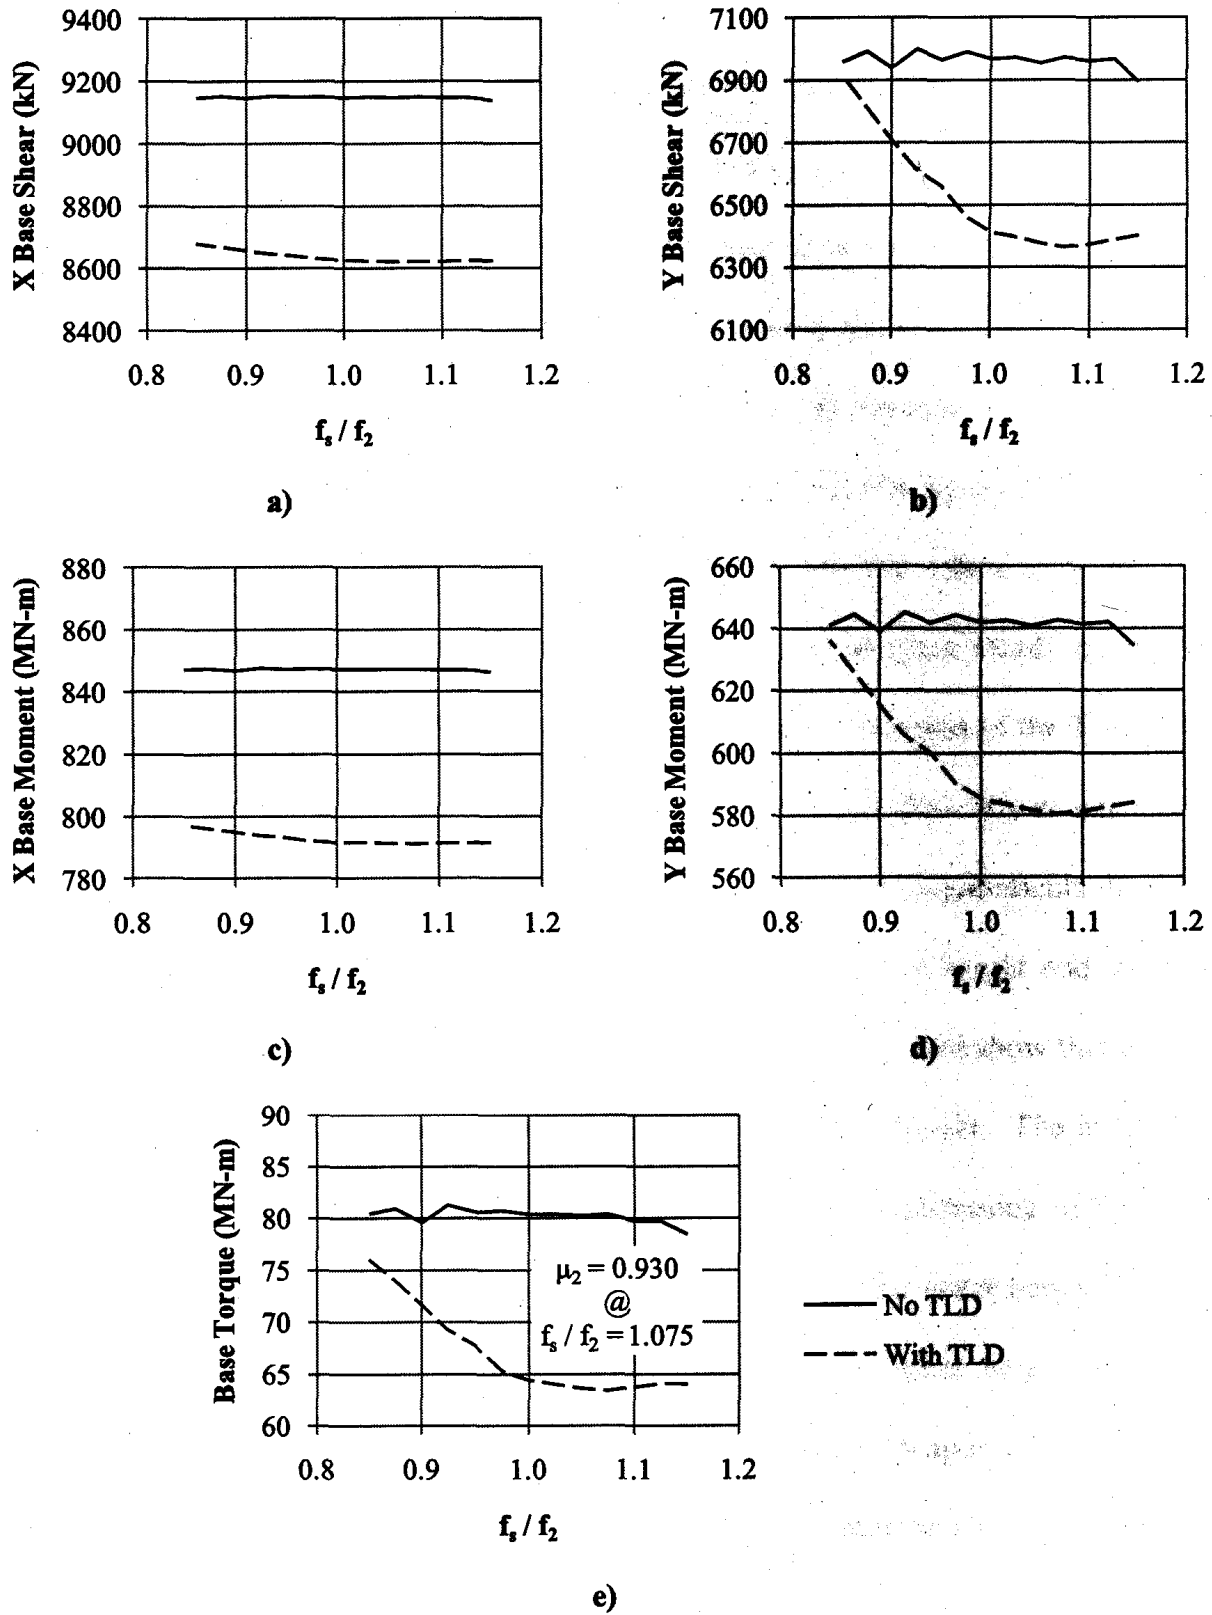 X Base Shear (kN)
9400
9200
9000
8800
8600
8400
0.8 0.9 1.0 1.1 1.2
fs / f2
a)
Y Base Shear (kN)
7100
6900
6700
6500
6300
6100
0.8 0.9 1.0 1.1 1.2
fs / f2
b)
X Base Moment (MN-m)
880
860
840
820
800
780
0.8 0.9 1.0 1.1 1.2
fs / f2
c)
Y Base Moment (MN-m)
660
640
620
600
580
560
0.8 0.9 1.0 1.1 1.2
fs / f2
d)
Base Torque (MN-m)
90
85
80
75
70
65
60
μ2 = 0.930
@
fs / f2 = 1.075
0.8 0.9 1.0 1.1 1.2
fs / f2
e)
No TLD
With TLD